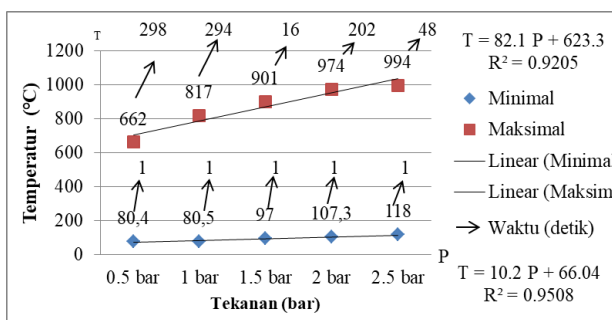 T 298 294 16 202 48
1200
1000
800
600
400
200
0
662 817 901 974 994
1 1 1 1 1
80,4 80,5 97 107,3 118
0.5 bar 1 bar 1.5 bar 2 bar 2.5 bar
P
Tekanan (bar)
Temperatur (°C)
T = 82.1 P + 623.3
R² = 0.9205
Minimal
Maksimal
Linear (Minimal
Linear (Maksim
Waktu (detik)
T = 10.2 P + 66.04
R² = 0.9508